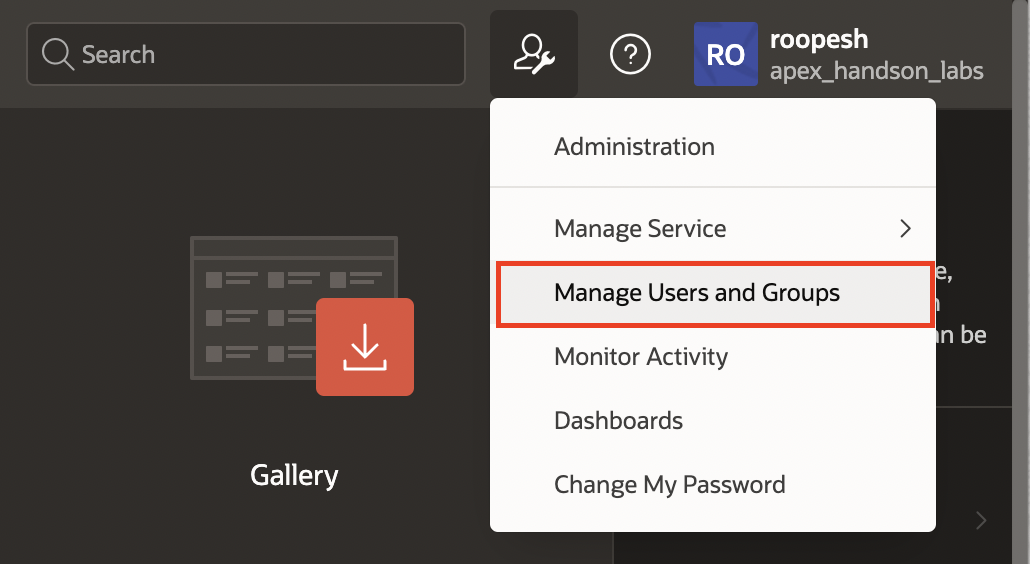 Search
RO
roopesh
apex_handson_labs
Administration
Manage Service
Manage Users and Groups
Monitor Activity
Dashboards
Change My Password
Gallery
e,
n be